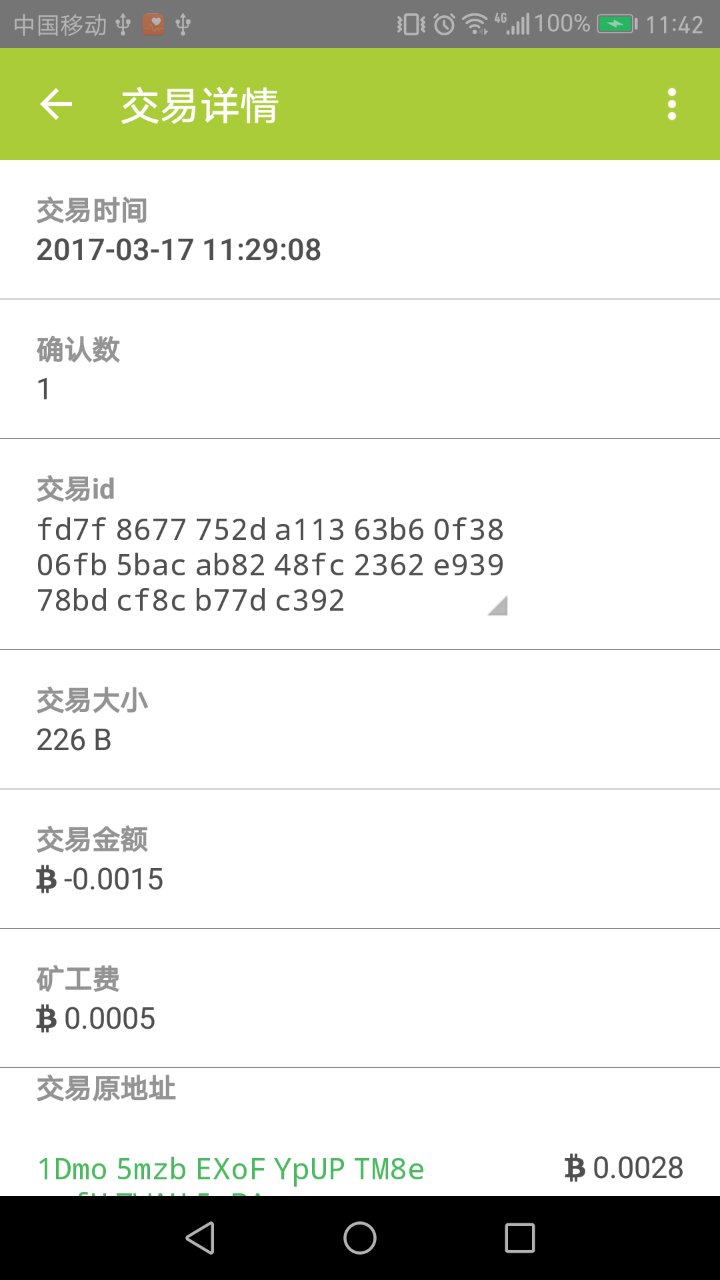 中国移动 4G 100% 11:42
交易详情
交易时间
2017-03-17 11:29:08
确认数
1
交易id
fd7f 8677 752d a113 63b6 0f38
06fb 5bac ab82 48fc 2362 e939
78bd cf8c b77d c392
交易大小
226 B
交易金额
₿ -0.0015
矿工费
₿ 0.0005
交易原地址
1Dmo 5mzb EXoF YpUP TM8e ₿ 0.0028